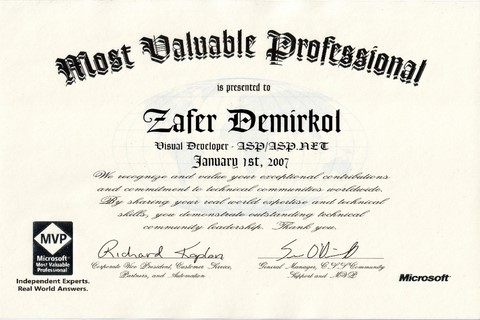 Most Valuable Professional
is presented to
Zafer Demirkol
Visual Developer - ASP/ASP.NET
January 1st, 2007
We recognize and value your exceptional contributions
and commitment to technical communities worldwide.
By sharing your real world expertise and technical
skills, you demonstrate outstanding technical
community leadership. Thank you.
MVP
Microsoft
Most Valuable
Professional
Independent Experts.
Real World Answers.
Richard Kaplan
Corporate Vice President, Customer Service,
Partners, and Automation
General Manager, Community
Support and MVP
Microsoft